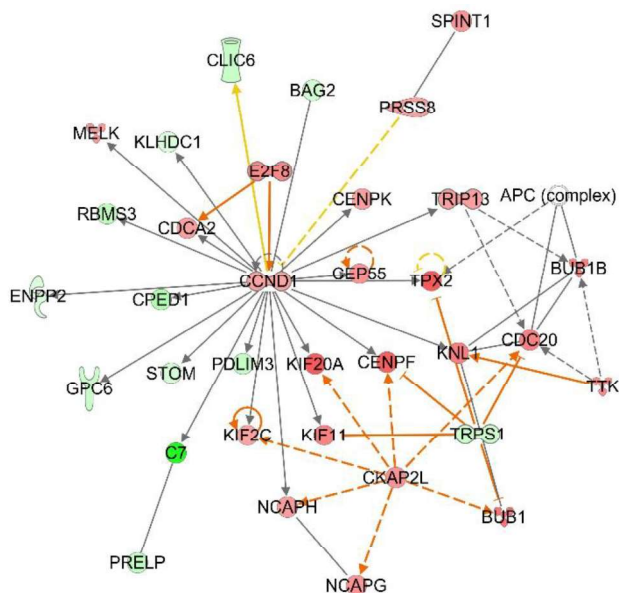 SPINT1
CLIC6
BAG2
PRSS8
MELK
KLHDC1
E2F8
CENPK
TRIP13
APC (complex)
RBMS3
CDCA2
CCND1
CEP55
TPX2
BUB1B
ENPP2
CPED1
CDC20
KNL1
GPC6
STOM
PDLIM3
KIF20A
CENPF
TTK
C7
KIF2C
KIF11
TRPS1
CKAP2L
NCAPH
BUB1
PRELP
NCAPG